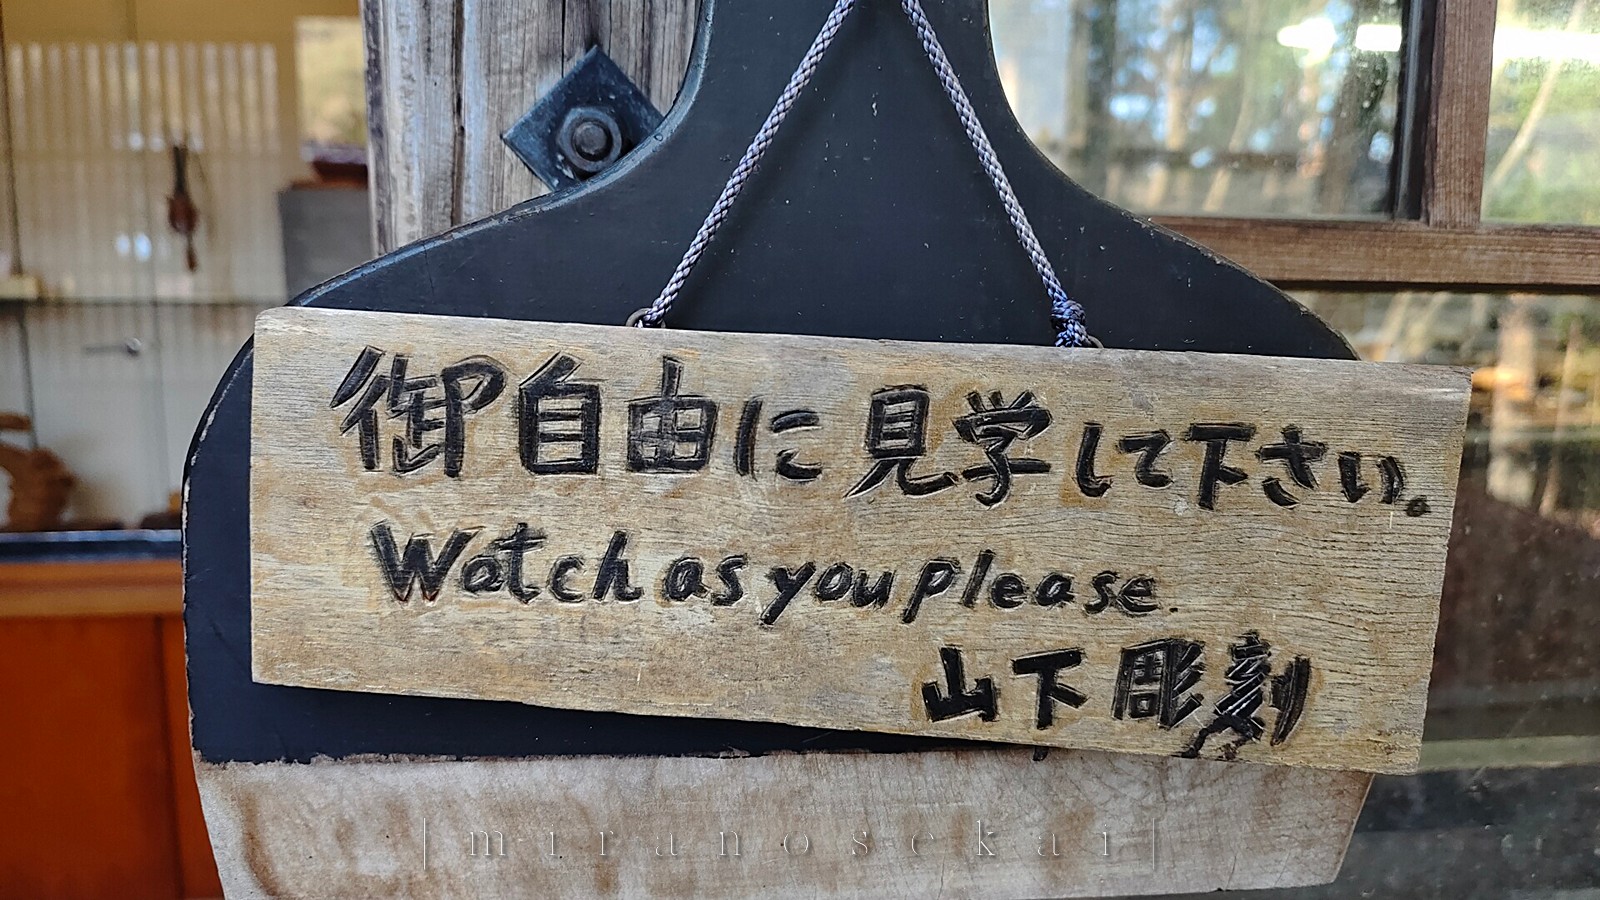 御自由に見学して下さい。
Watch as you please.
山下彫刻
| m i r a n o s e k a i |